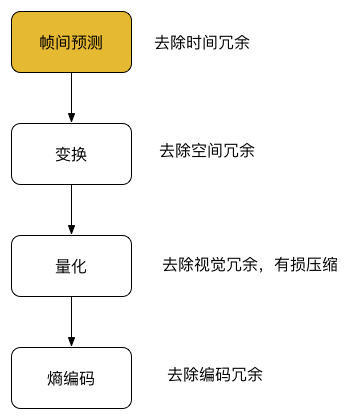 帧间预测 去除时间冗余
变换 去除空间冗余
量化 去除视觉冗余，有损压缩
熵编码 去除编码冗余